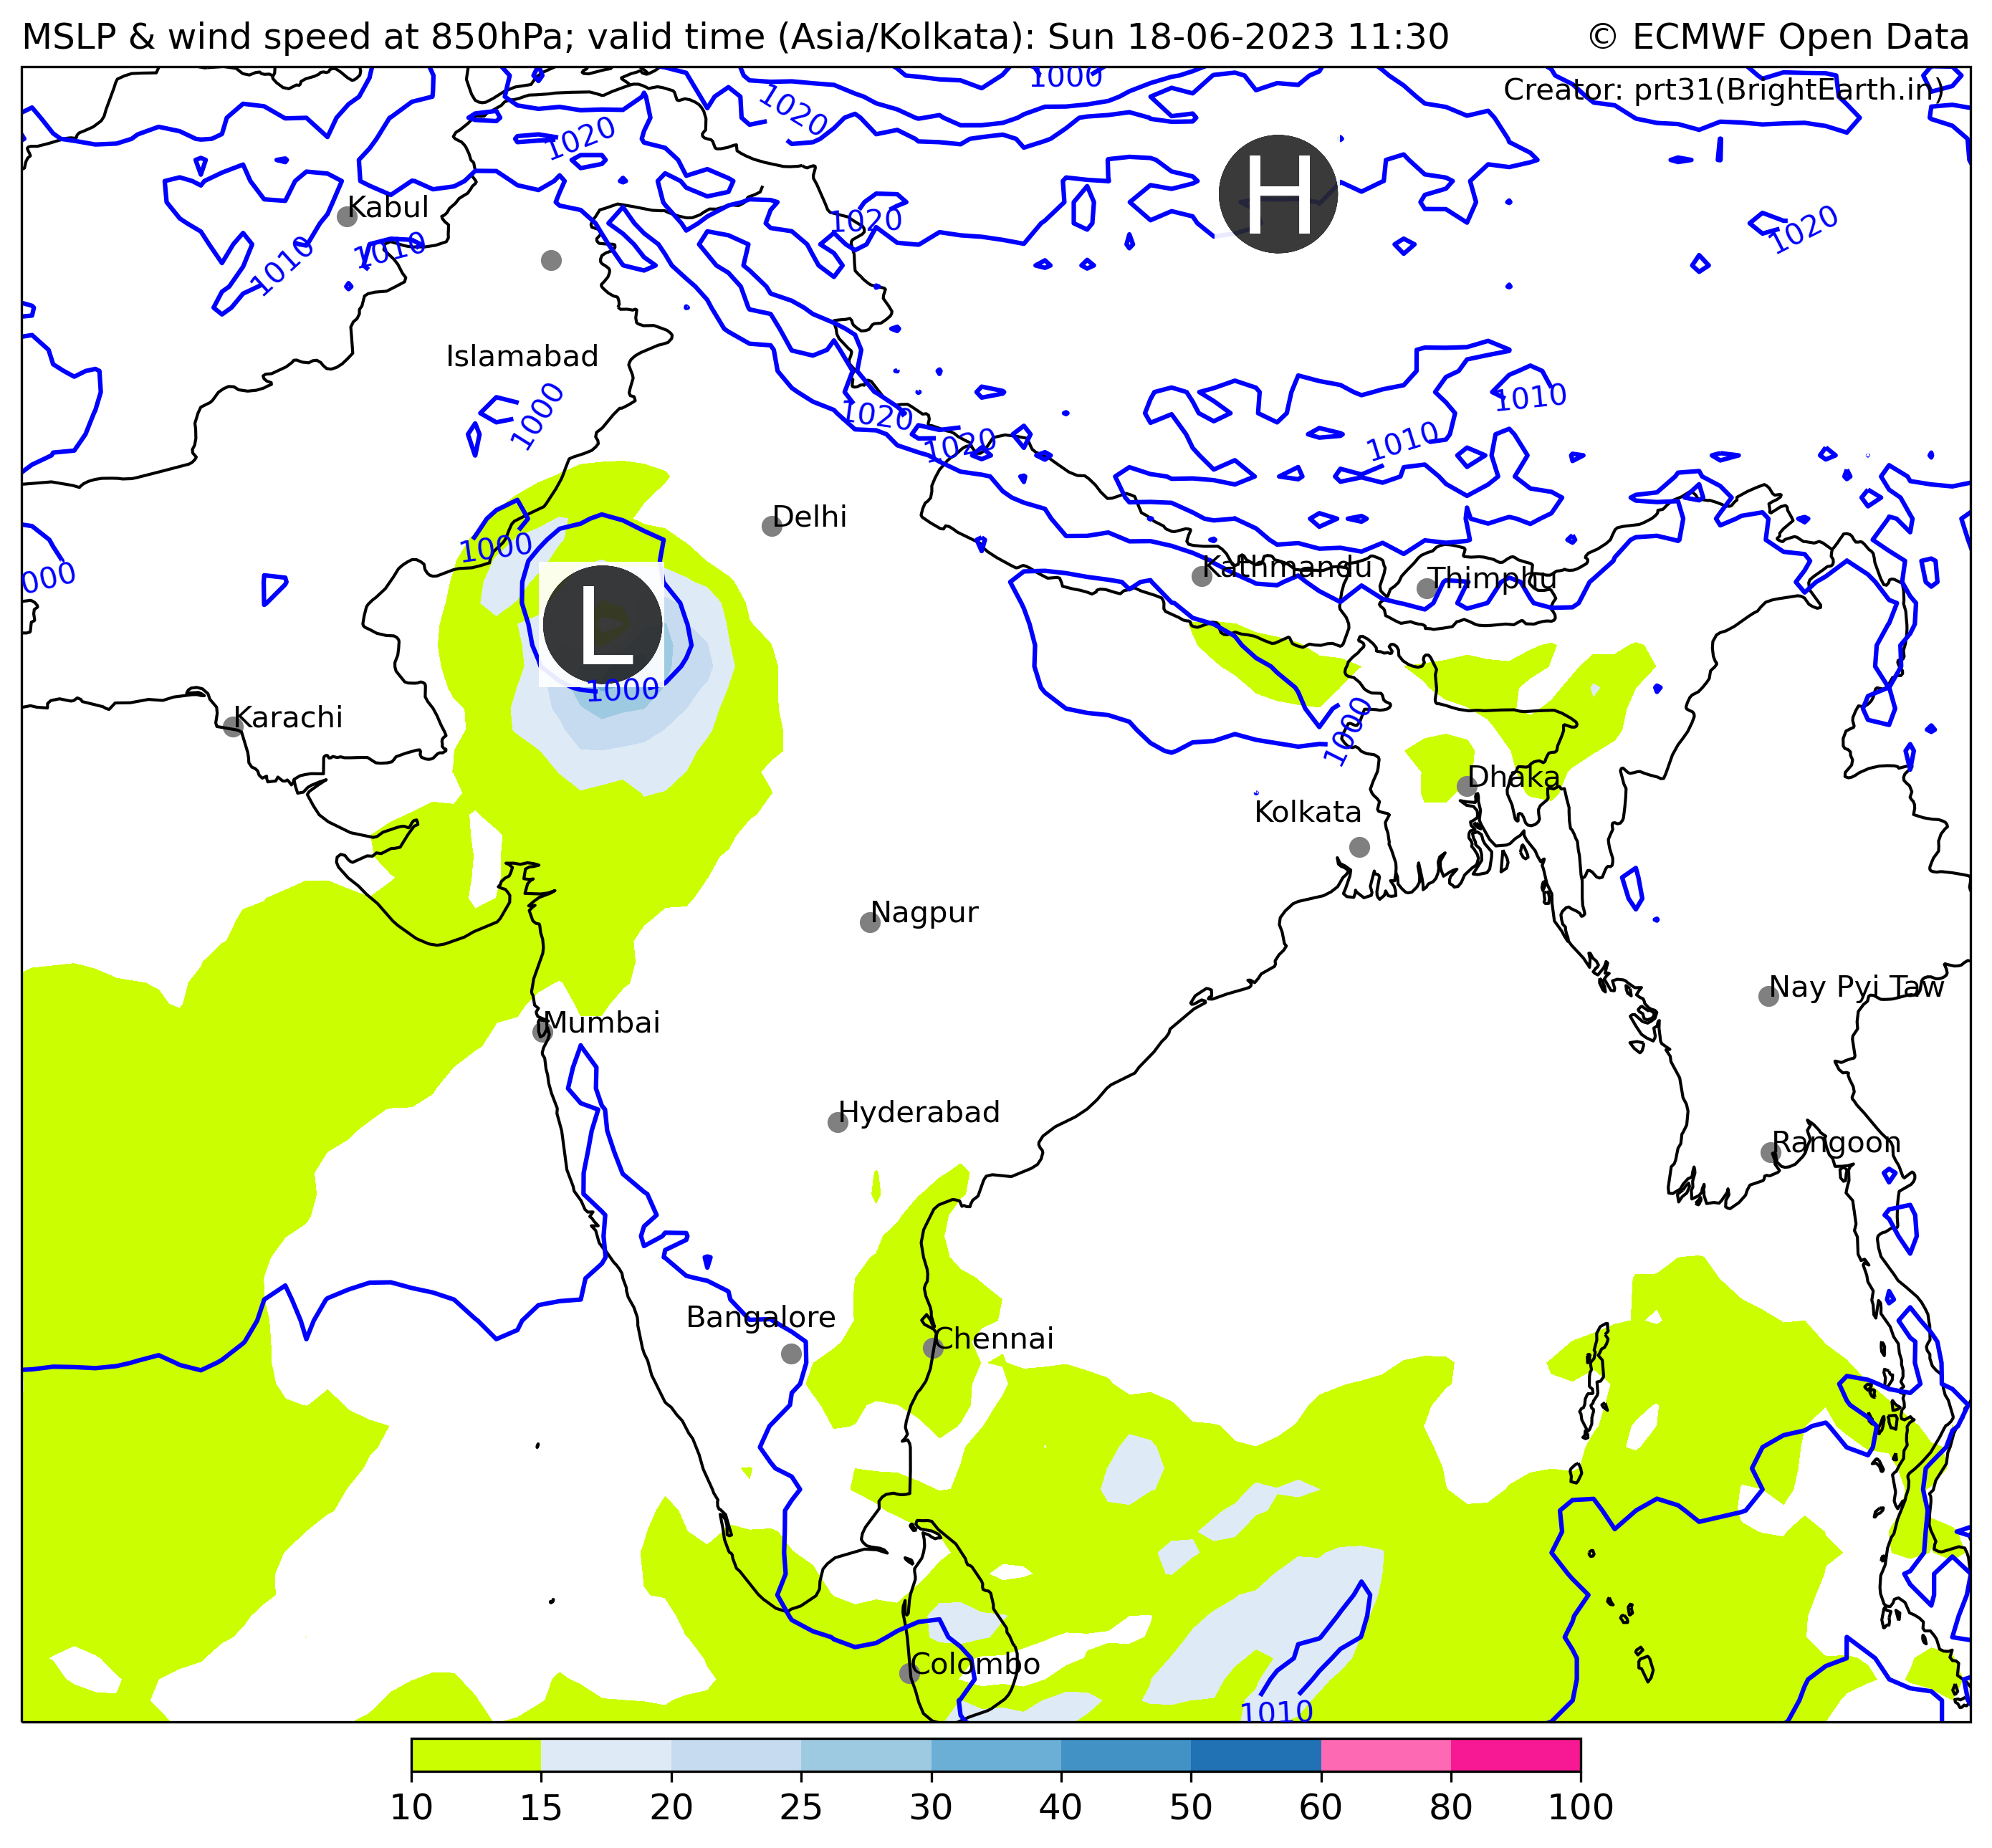 MSLP & wind speed at 850hPa; valid time (Asia/Kolkata): Sun 18-06-2023 11:30
© ECMWF Open Data
1000
Creator: prt31(BrightEarth.in)
1020
1020
H
Kabul
1020
1020
1010
1010
Islamabad
1000
1020
1010
1020
1010
Delhi
1000
Kathmandu
Thimphu
000
L
1000
Karachi
1000
Dhaka
Kolkata
Nagpur
Nay Pyi Taw
Mumbai
Hyderabad
Rangoon
Bangalore
Chennai
Colombo
1010
10 15 20 25 30 40 50 60 80 100